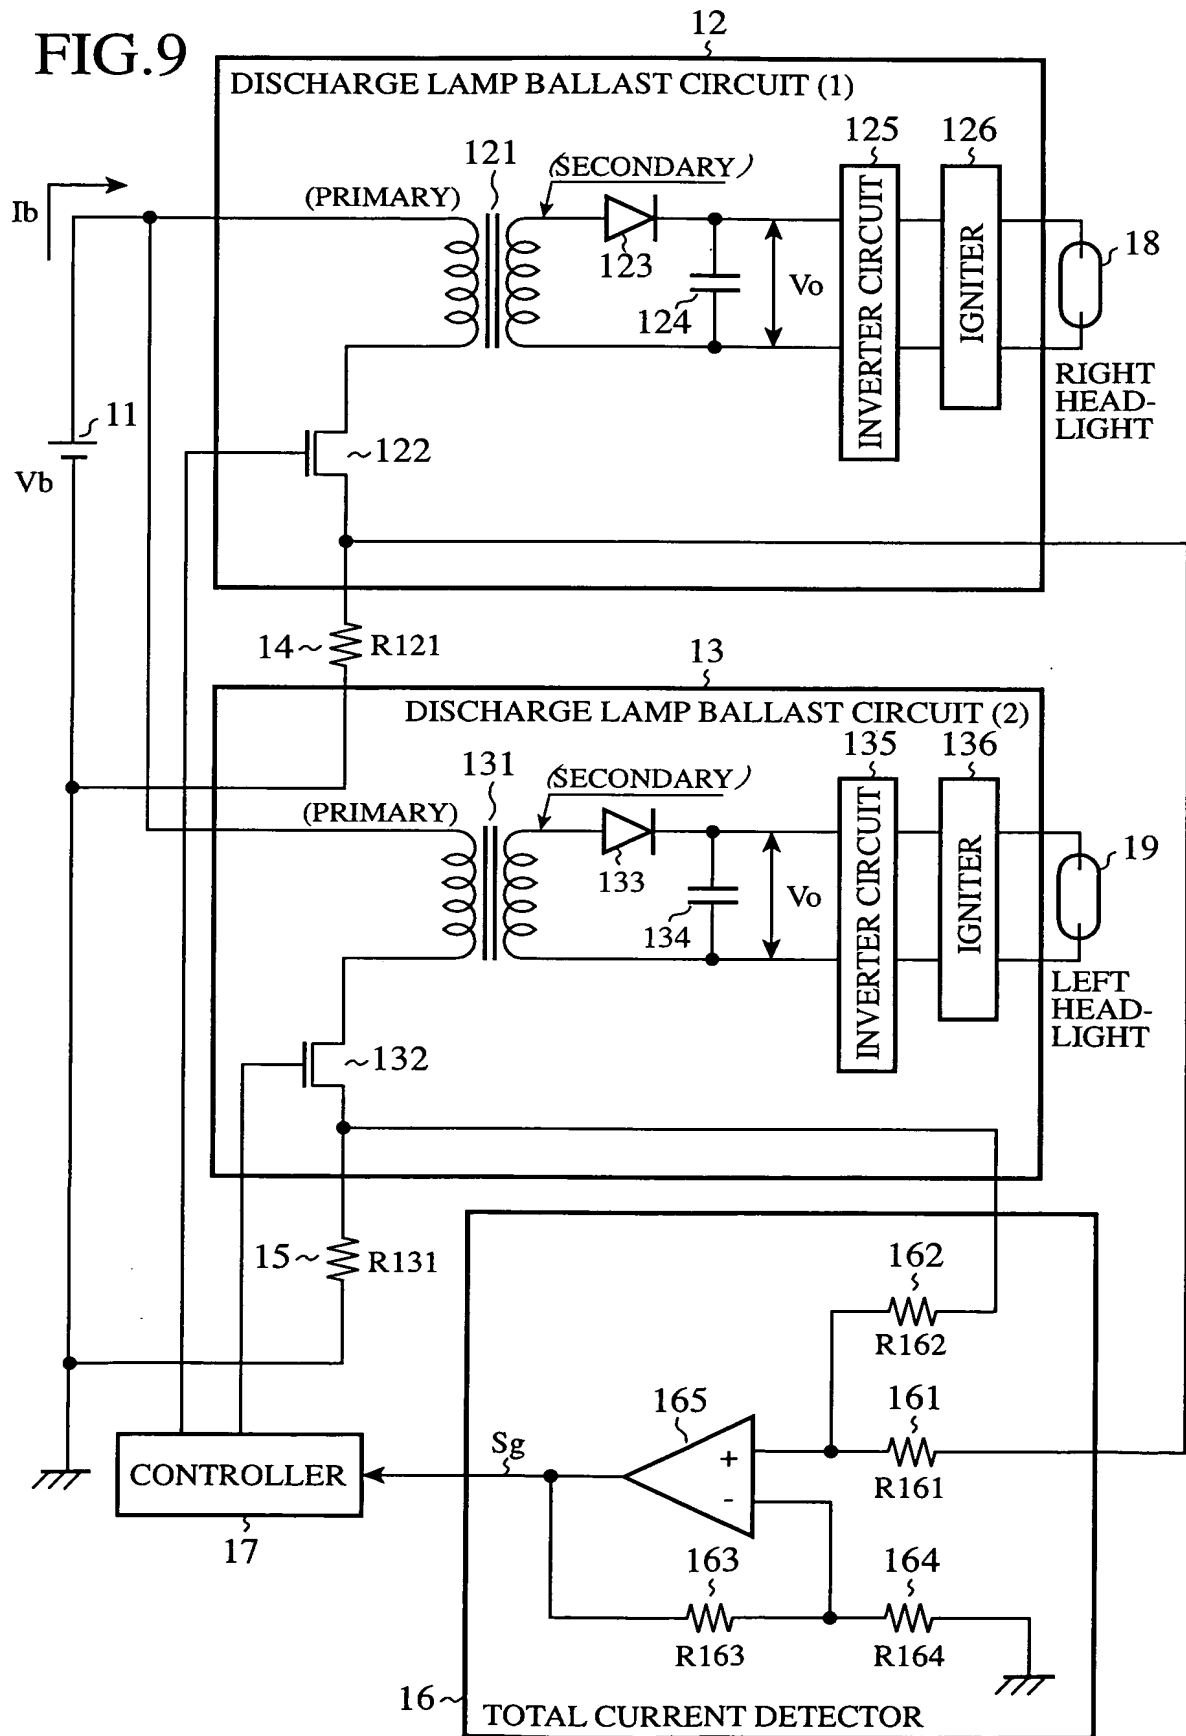 FIG.9
12
DISCHARGE LAMP BALLAST CIRCUIT (1)
125
126
121
(SECONDARY)
(PRIMARY)
Ib
123
124
Vo
INVERTER CIRCUIT
IGNITER
18
RIGHT
HEAD-
LIGHT
11
Vb
~122
14~
R121
13
DISCHARGE LAMP BALLAST CIRCUIT (2)
135
136
131
(SECONDARY)
(PRIMARY)
133
134
Vo
INVERTER CIRCUIT
IGNITER
19
LEFT
HEAD-
LIGHT
~132
15~
R131
162
R162
165
161
Sg
+
-
R161
CONTROLLER
17
163
164
R163
R164
16
TOTAL CURRENT DETECTOR